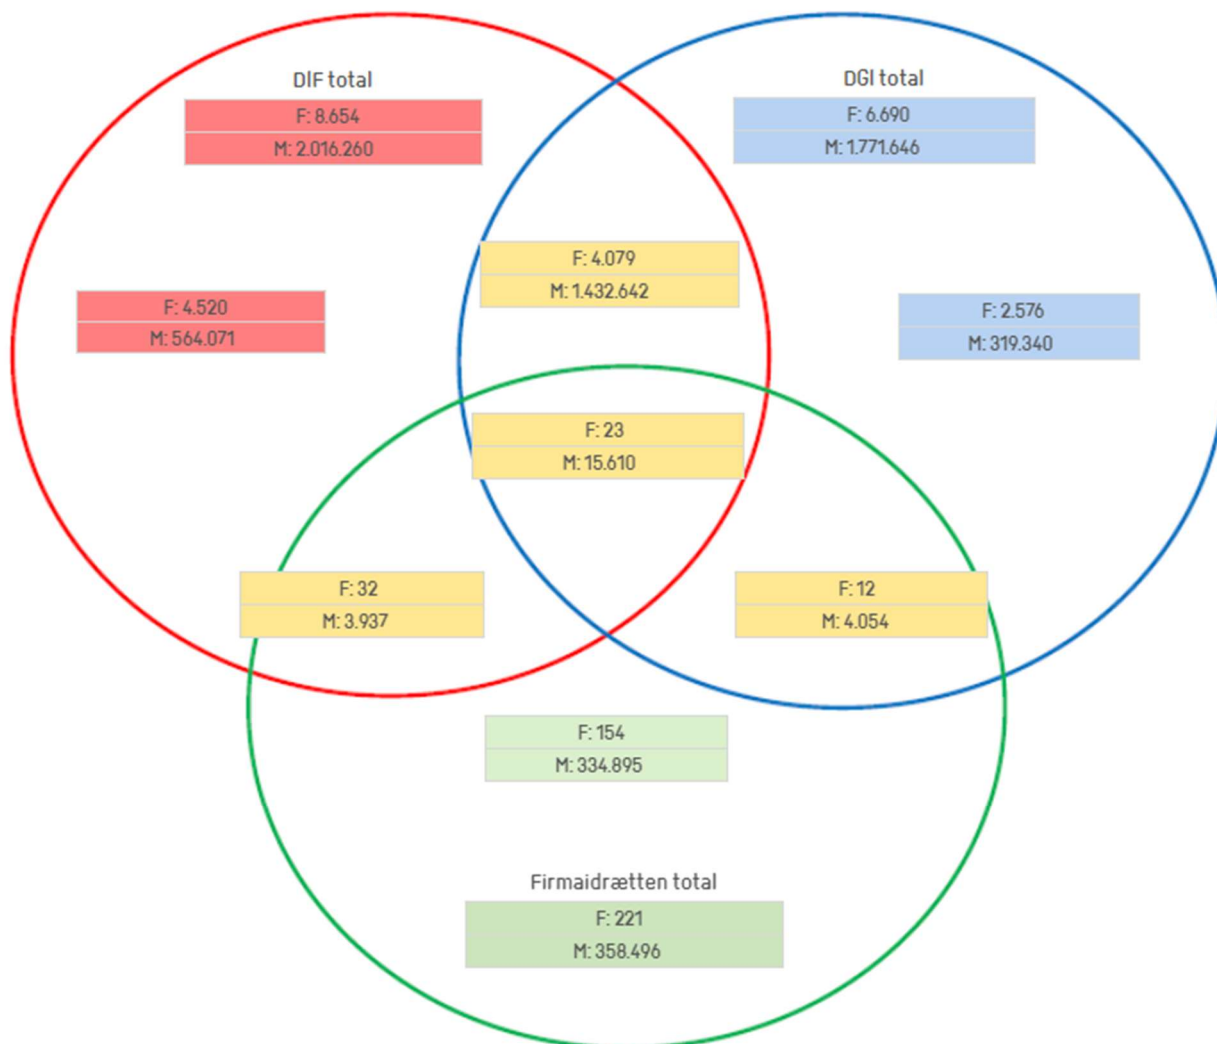 DIF total
F: 8.654
M: 2.016.260
DGI total
F: 6.690
M: 1.771.646
F: 4.079
M: 1.432.642
F: 4.520
M: 564.071
F: 2.576
M: 319.340
F: 23
M: 15.610
F: 32
M: 3.937
F: 12
M: 4.054
F: 154
M: 334.895
Firmaidrætten total
F: 221
M: 358.496